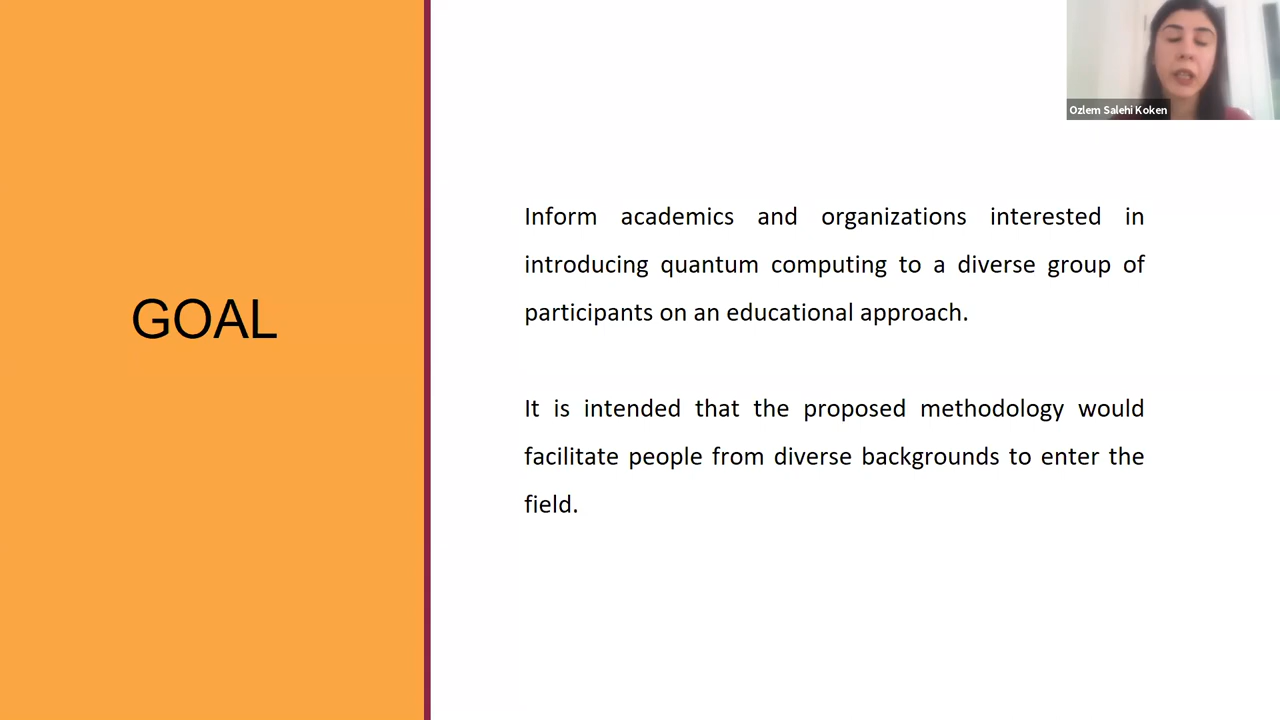 Ozlem Salehi Koken
GOAL
Inform academics and organizations interested in
introducing quantum computing to a diverse group of
participants on an educational approach.
It is intended that the proposed methodology would
facilitate people from diverse backgrounds to enter the
field.